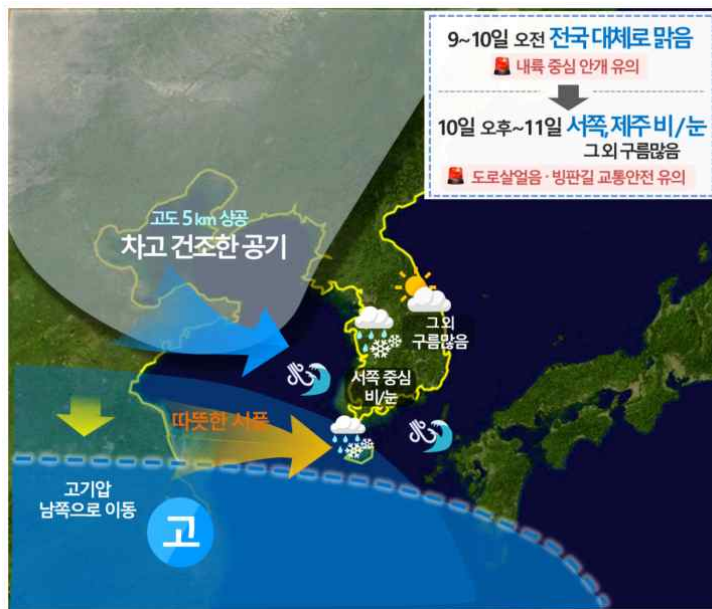 9~10일 오전 전국 대체로 맑음
내륙 중심 안개 유의
10일 오후~11일 서쪽, 제주 비/눈
그 외 구름많음
도로살얼음·빙판길 교통안전 유의
고도 5 km 상공
차고 건조한 공기
그 외
구름많음
서쪽 중심
비/눈
따뜻한 서풍
고기압
남쪽으로 이동
고